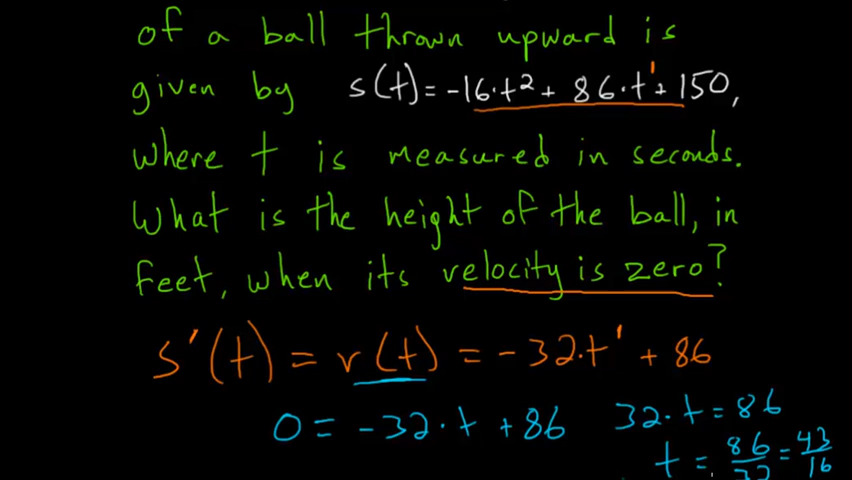 of a ball thrown upward is
given by s(t) = -16·t² + 86·t¹ + 150,
where t is measured in seconds.
What is the height of the ball, in
feet, when its velocity is zero?
s'(t) = v(t) = -32·t¹ + 86
0 = -32·t + 86
32·t = 86
t = 86/32 = 43/16